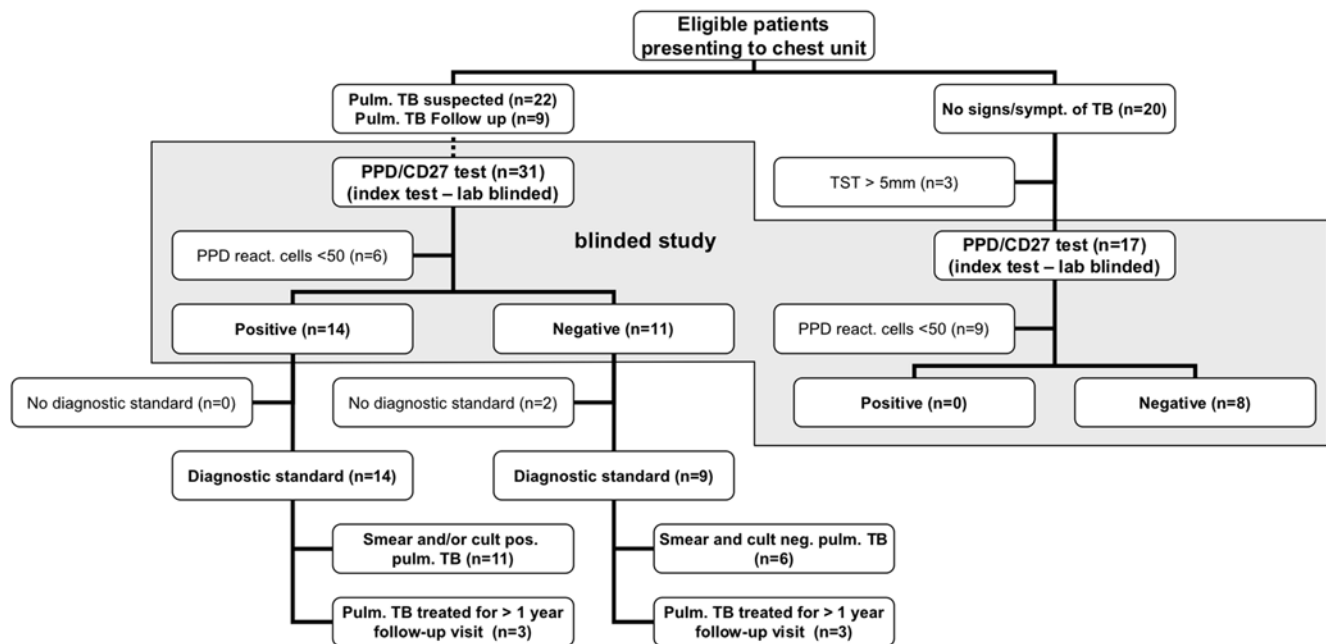 Eligible patients
presenting to chest unit
Pulm. TB suspected (n=22)
Pulm. TB Follow up (n=9)
No signs/sympt. of TB (n=20)
PPD/CD27 test (n=31)
(index test – lab blinded)
TST > 5mm (n=3)
blinded study
PPD react. cells <50 (n=6)
PPD/CD27 test (n=17)
(index test – lab blinded)
Positive (n=14)
Negative (n=11)
PPD react. cells <50 (n=9)
Positive (n=0)
Negative (n=8)
No diagnostic standard (n=0)
No diagnostic standard (n=2)
Diagnostic standard (n=14)
Diagnostic standard (n=9)
Smear and/or cult pos.
pulm. TB (n=11)
Smear and cult neg. pulm. TB
(n=6)
Pulm. TB treated for > 1 year
follow-up visit (n=3)
Pulm. TB treated for > 1 year
follow-up visit (n=3)